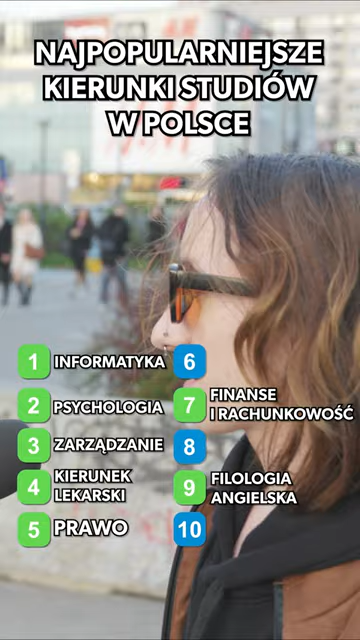 NAJPOPULARNIEJSZE
KIERUNKI STUDIÓW
W POLSCE
1 INFORMATYKA
2 PSYCHOLOGIA
3 ZARZĄDZANIE
4 KIERUNEK
LEKARSKI
5 PRAWO
6
7 FINANSE
I RACHUNKOWOŚĆ
8
9 FILOLOGIA
ANGIELSKA
10